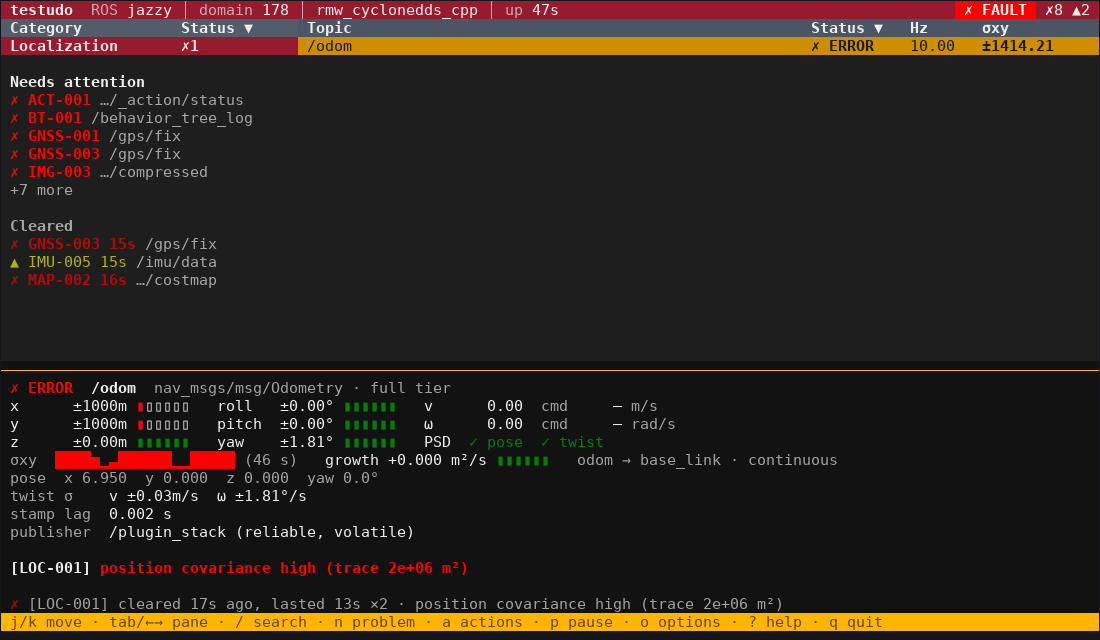 testudo ROS jazzy │ domain 178 │ rmw_cyclonedds_cpp │ up 47s ✗ FAULT ✗8 ▲2
Category Status ▼ Topic Status ▼ Hz σxy
Localization ✗1 /odom ✗ ERROR 10.00 ±1414.21
Needs attention
✗ ACT-001 …/_action/status
✗ BT-001 /behavior_tree_log
✗ GNSS-001 /gps/fix
✗ GNSS-003 /gps/fix
✗ IMG-003 …/compressed
+7 more
Cleared
✗ GNSS-003 15s /gps/fix
▲ IMU-005 15s /imu/data
✗ MAP-002 16s …/costmap
✗ ERROR /odom nav_msgs/msg/Odometry · full tier
x ±1000m ▮▯▯▯▯▯ roll ±0.00° ▮▮▮▮▮▮ v 0.00 cmd — m/s
y ±1000m ▮▯▯▯▯▯ pitch ±0.00° ▮▮▮▮▮▮ ω 0.00 cmd — rad/s
z ±0.00m ▮▮▮▮▮▮ yaw ±1.81° ▮▮▮▮▮▮ PSD ✓ pose ✓ twist
σxy (46 s) growth +0.000 m²/s ▮▮▮▮▮▮ odom → base_link · continuous
pose x 6.950 y 0.000 z 0.000 yaw 0.0°
twist σ v ±0.03m/s ω ±1.81°/s
stamp lag 0.002 s
publisher /plugin_stack (reliable, volatile)
[LOC-001] position covariance high (trace 2e+06 m²)
✗ [LOC-001] cleared 17s ago, lasted 13s ×2 · position covariance high (trace 2e+06 m²)
j/k move · tab/←→ pane · / search · n problem · a actions · p pause · o options · ? help · q quit